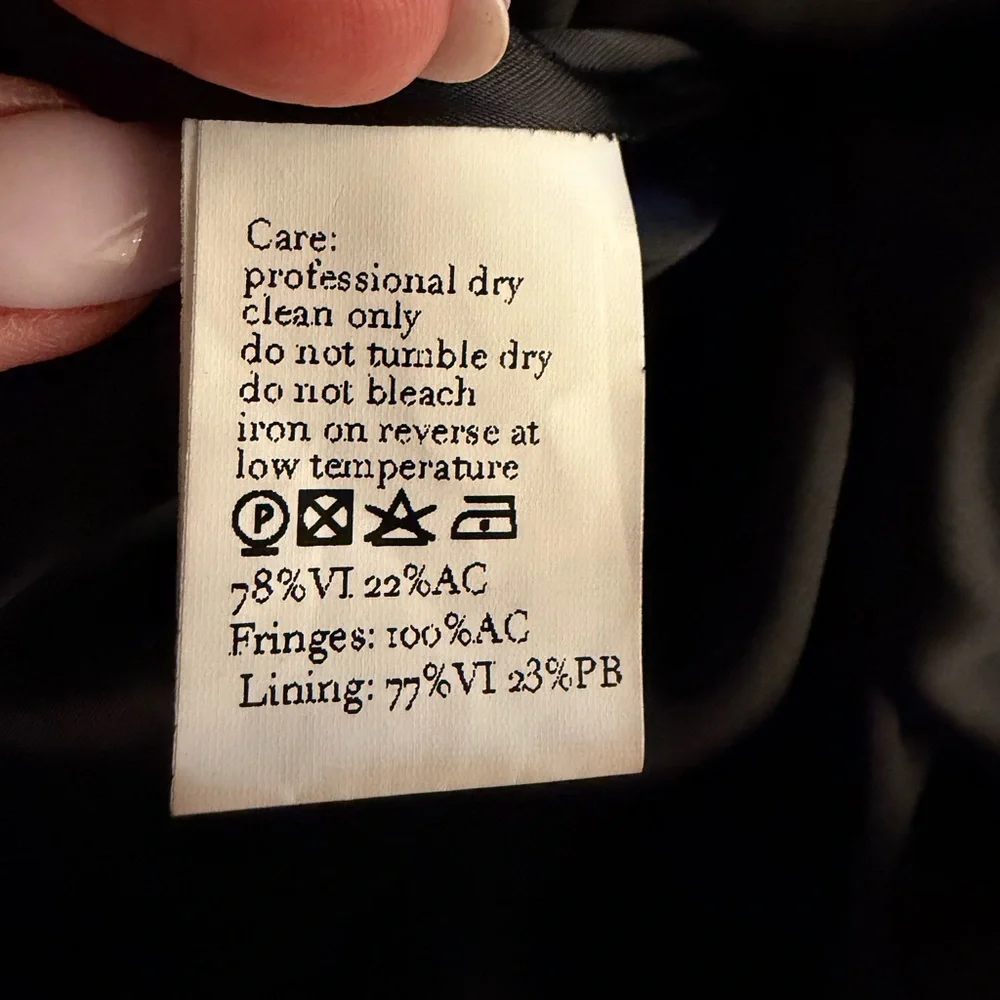 Care:
professional dry
clean only
do not tumble dry
do not bleach
iron on reverse at
low temperature
P
78%VI 22%AC
Fringes: 100%AC
Lining: 77%VI 23%PB